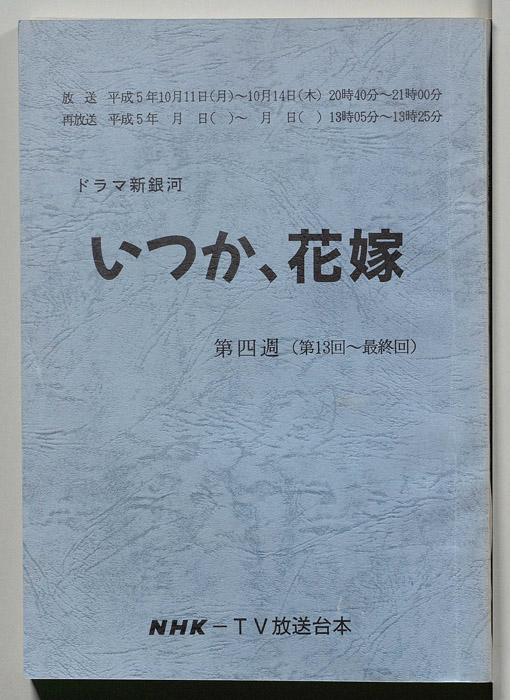 放　送　平成5年10月11日(月)～10月14日(木)　20時40分～21時00分
再放送　平成5年　月　日(　)～　月　日(　)　13時05分～13時25分
ドラマ新銀河
いつか、花嫁
第四週（第13回～最終回）
NHK－TV放送台本